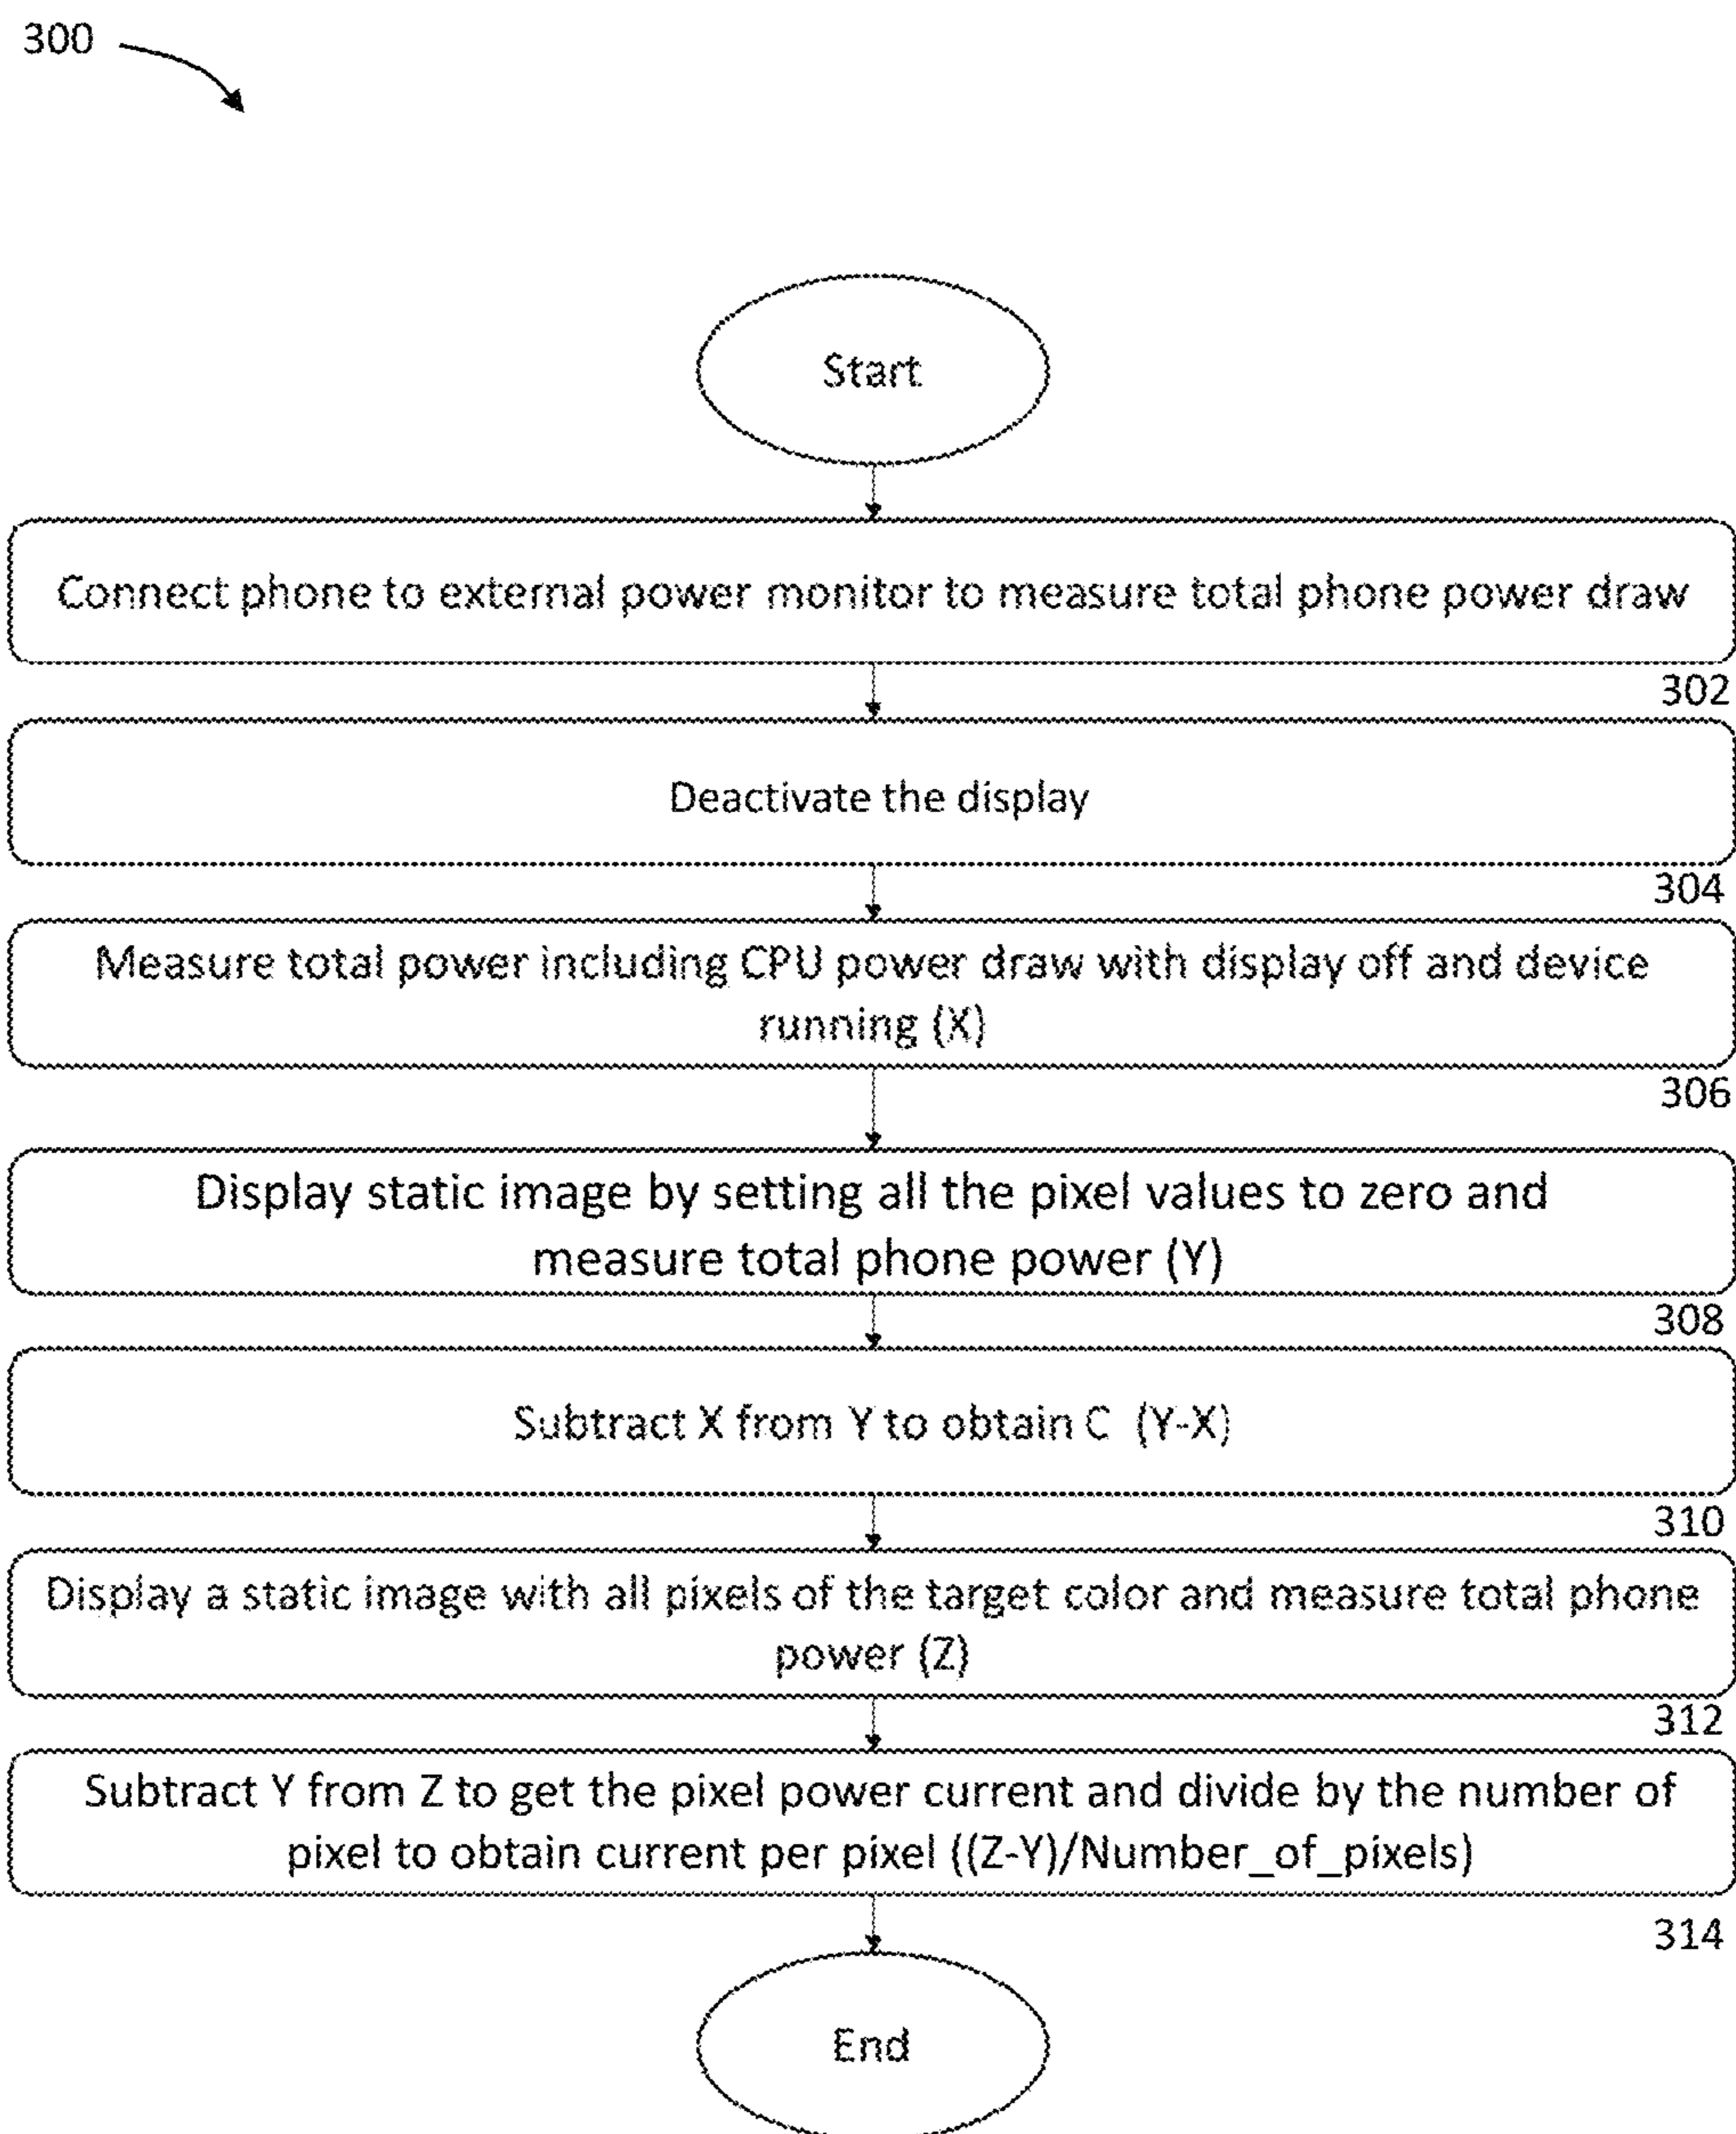 300
Start
Connect phone to external power monitor to measure total phone power draw
302
Deactivate the display
304
Measure total power including CPU power draw with display off and device
running (X)
306
Display static image by setting all the pixel values to zero and
measure total phone power (Y)
308
Subtract X from Y to obtain C (Y-X)
310
Display a static image with all pixels of the target color and measure total phone
power (Z)
312
Subtract Y from Z to get the pixel power current and divide by the number of
pixel to obtain current per pixel ((Z-Y)/Number_of_pixels)
314
End